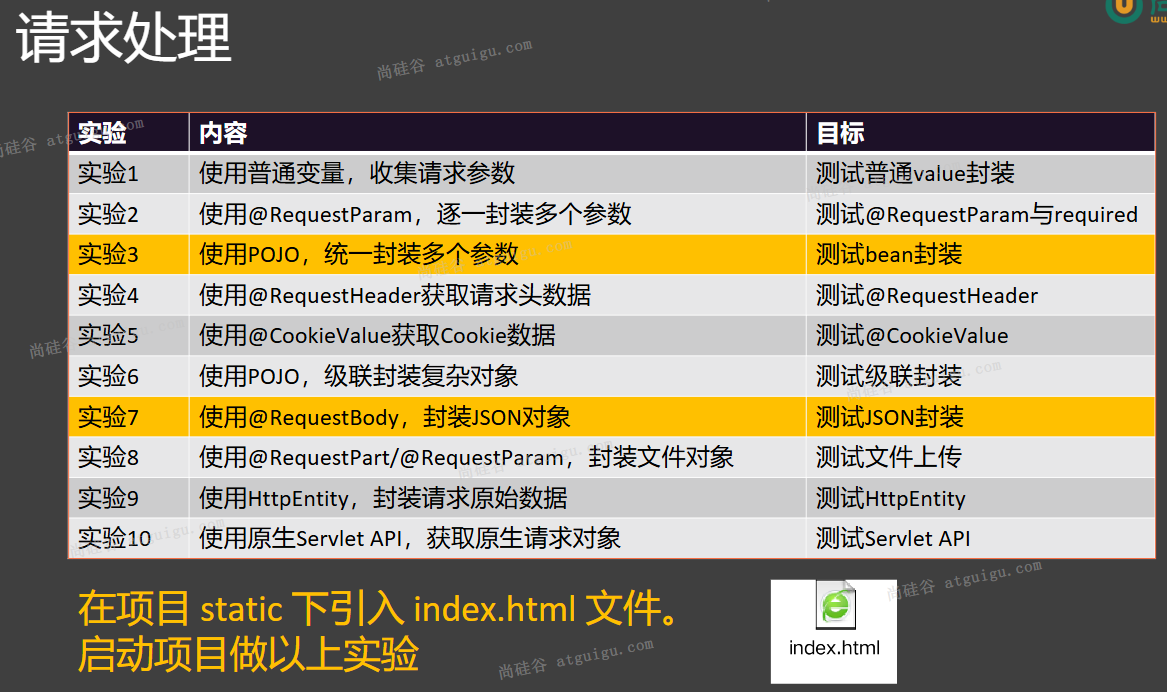 请求处理
尚硅谷 atguigu.com
实验 内容 目标
实验1 使用普通变量，收集请求参数 测试普通value封装
实验2 使用@RequestParam，逐一封装多个参数 测试@RequestParam与required
实验3 使用POJO，统一封装多个参数 测试bean封装
实验4 使用@RequestHeader获取请求头数据 测试@RequestHeader
实验5 使用@CookieValue获取Cookie数据 测试@CookieValue
实验6 使用POJO，级联封装复杂对象 测试级联封装
实验7 使用@RequestBody，封装JSON对象 测试JSON封装
实验8 使用@RequestPart/@RequestParam，封装文件对象 测试文件上传
实验9 使用HttpEntity，封装请求原始数据 测试HttpEntity
实验10 使用原生Servlet API，获取原生请求对象 测试Servlet API
尚硅谷 atguigu.com
在项目 static 下引入 index.html 文件。
启动项目做以上实验
index.html
尚硅谷 atguigu.com